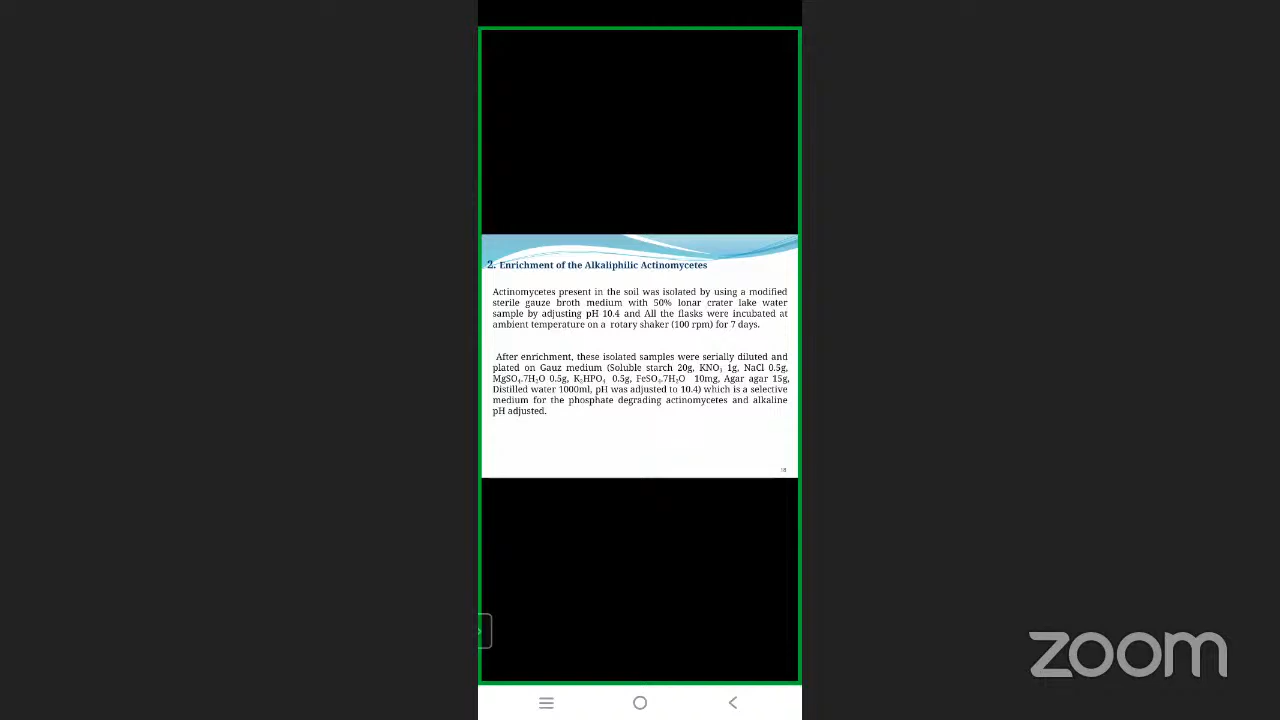 2. Enrichment of the Alkaliphilic Actinomycetes
Actinomycetes present in the soil was isolated by using a modified
sterile gauze broth medium with 50% lonar crater lake water
sample by adjusting pH 10.4 and All the flasks were incubated at
ambient temperature on a rotary shaker (100 rpm) for 7 days.
After enrichment, these isolated samples were serially diluted and
plated on Gauz medium (Soluble starch 20g, KNO₃ 1g, NaCl 0.5g,
MgSO₄.7H₂O 0.5g, K₂HPO₄ 0.5g, FeSO₄.7H₂O 10mg, Agar agar 15g,
Distilled water 1000ml, pH was adjusted to 10.4) which is a selective
medium for the phosphate degrading actinomycetes and alkaline
pH adjusted.
18
zoom